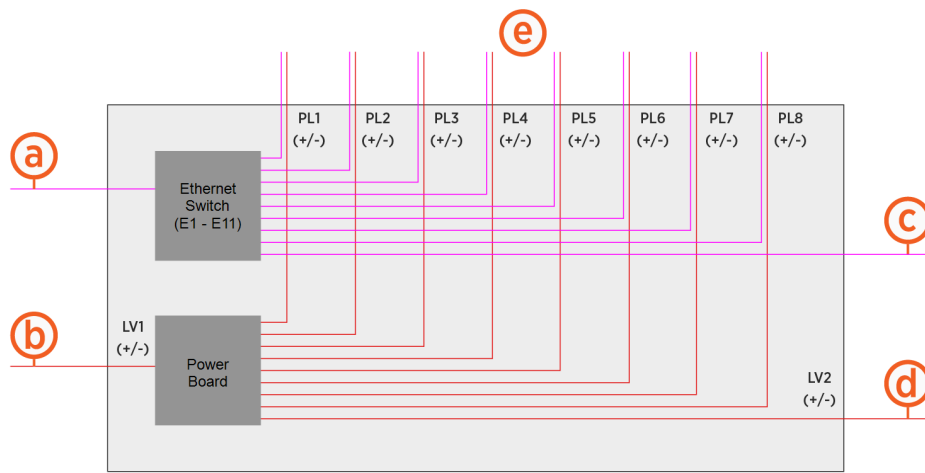 e
PL1
(+/-)
PL2
(+/-)
PL3
(+/-)
PL4
(+/-)
PL5
(+/-)
PL6
(+/-)
PL7
(+/-)
PL8
(+/-)
a
Ethernet
Switch
(E1 - E11)
c
b
LV1
(+/-)
Power
Board
LV2
(+/-)
d